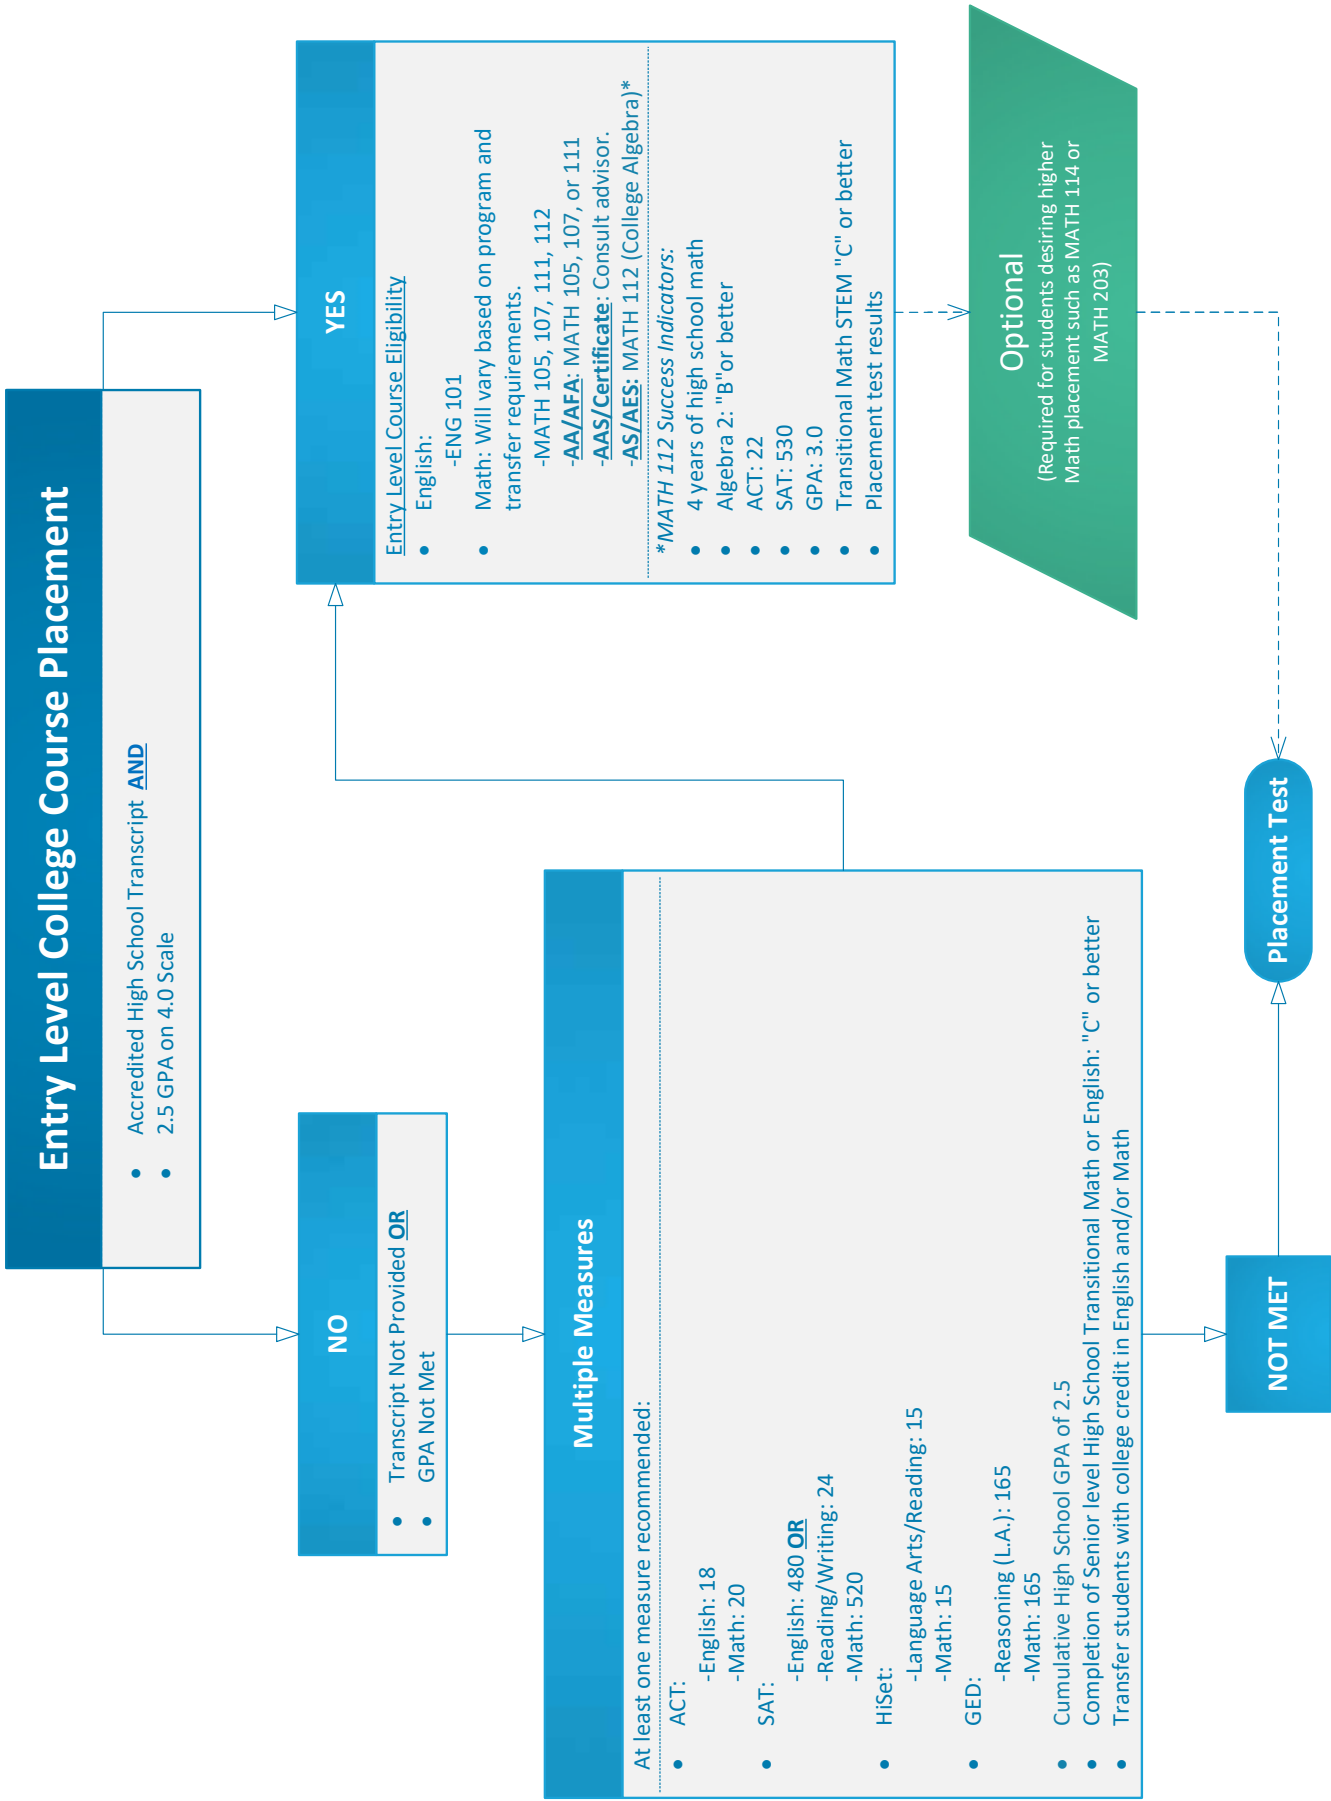 Entry Level College Course Placement
• Accredited High School Transcript AND
• 2.5 GPA on 4.0 Scale
NO
• Transcript Not Provided OR
• GPA Not Met
YES
Entry Level Course Eligibility
• English:
-ENG 101
• Math: Will vary based on program and
transfer requirements.
-MATH 105, 107, 111, 112
-AA/AFA: MATH 105, 107, or 111
-AAS/Certificate: Consult advisor.
-AS/AES: MATH 112 (College Algebra)*
*MATH 112 Success Indicators:
• 4 years of high school math
• Algebra 2: "B"or better
• ACT: 22
• SAT: 530
• GPA: 3.0
• Transitional Math STEM "C" or better
• Placement test results
Multiple Measures
At least one measure recommended:
• ACT:
-English: 18
-Math: 20
• SAT:
-English: 480 OR
-Reading/Writing: 24
-Math: 520
• HiSet:
-Language Arts/Reading: 15
-Math: 15
• GED:
-Reasoning (L.A.): 165
-Math: 165
• Cumulative High School GPA of 2.5
• Completion of Senior level High School Transitional Math or English: "C" or better
• Transfer students with college credit in English and/or Math
Optional
(Required for students desiring higher
Math placement such as MATH 114 or
MATH 203)
NOT MET
Placement Test